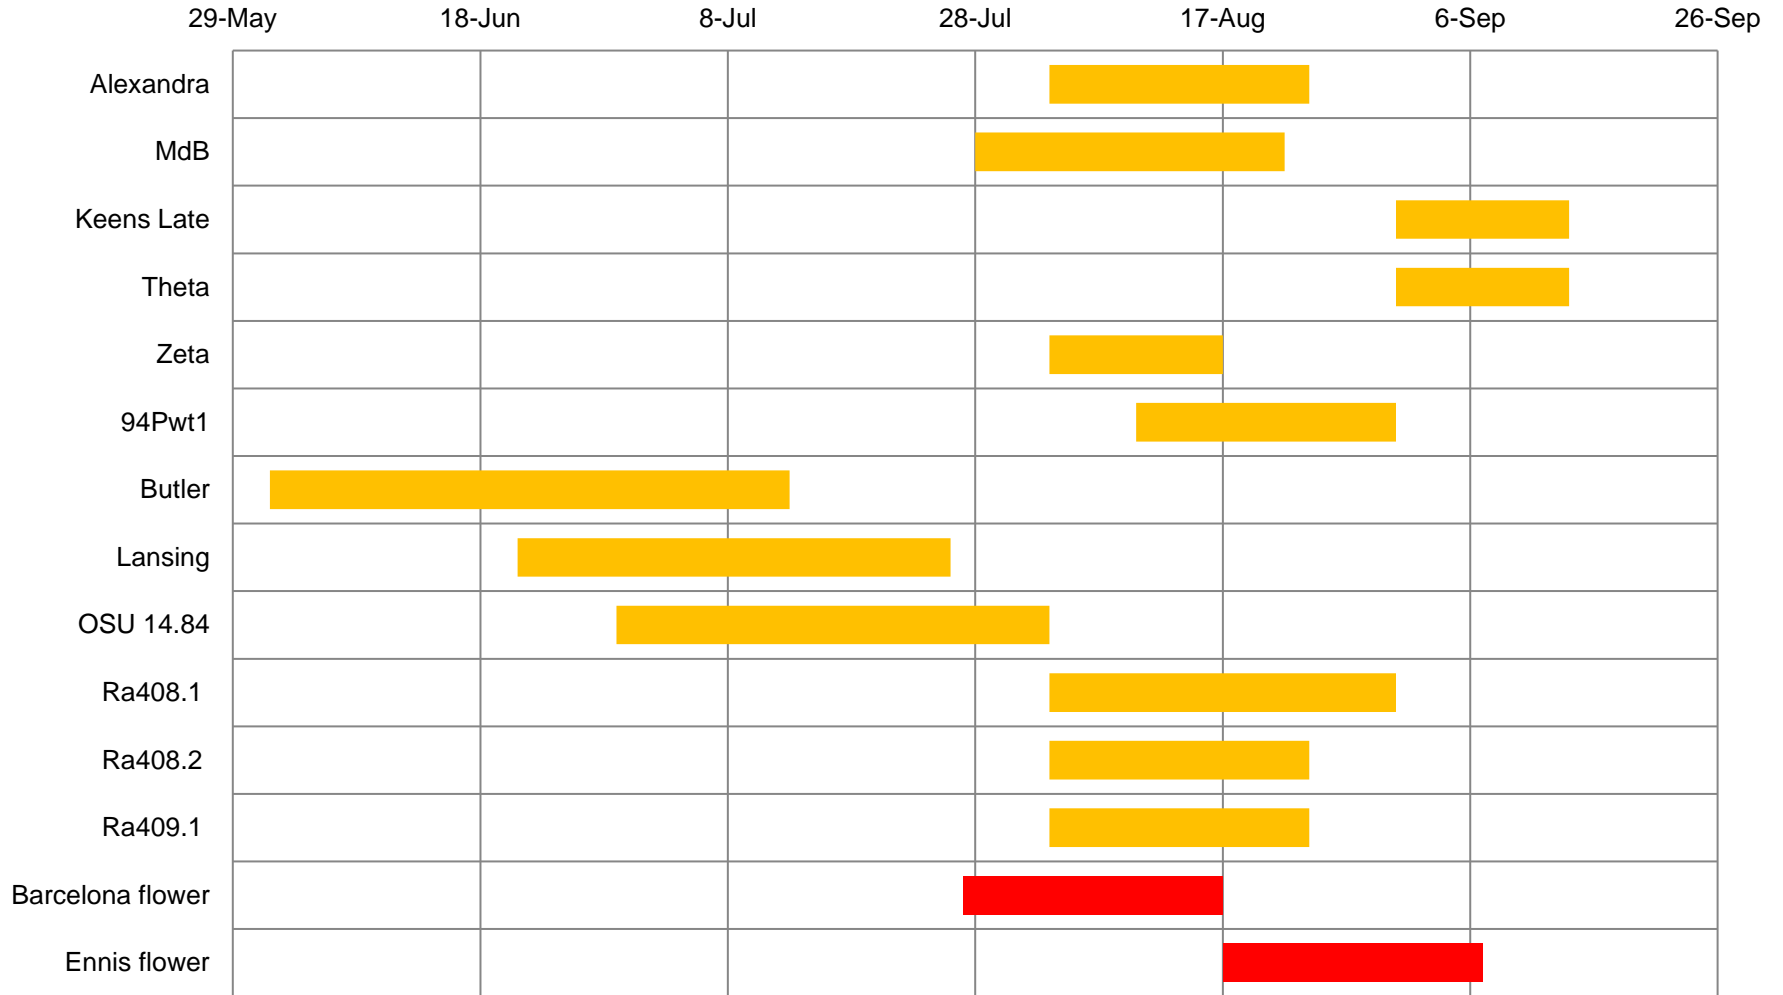 29-May 18-Jun 8-Jul 28-Jul 17-Aug 6-Sep 26-Sep
Alexandra
MdB
Keens Late
Theta
Zeta
94Pwt1
Butler
Lansing
OSU 14.84
Ra408.1
Ra408.2
Ra409.1
Barcelona flower
Ennis flower